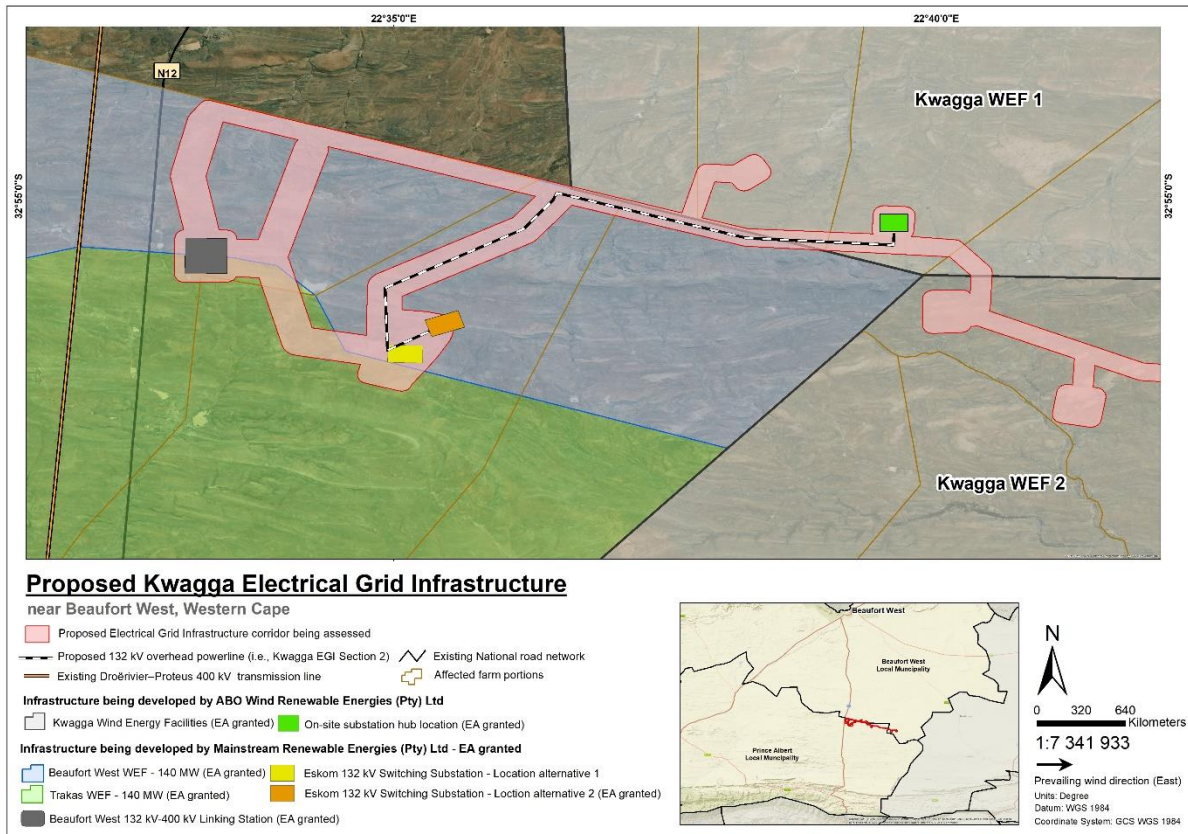 22°35'0"E
22°40'0"E
N12
Kwagga WEF 1
32°55'0"S
32°55'0"S
Kwagga WEF 2
Proposed Kwagga Electrical Grid Infrastructure
near Beaufort West, Western Cape
Proposed Electrical Grid Infrastructure corridor being assessed
Proposed 132 kV overhead powerline (i.e., Kwagga EGI Section 2)
Existing National road network
Existing Droërivier–Proteus 400 kV transmission line
Affected farm portions
Infrastructure being developed by ABO Wind Renewable Energies (Pty) Ltd
Kwagga Wind Energy Facilities (EA granted)
On-site substation hub location (EA granted)
Infrastructure being developed by Mainstream Renewable Energies (Pty) Ltd - EA granted
Beaufort West WEF - 140 MW (EA granted)
Eskom 132 kV Switching Substation - Location alternative 1
Trakas WEF - 140 MW (EA granted)
Eskom 132 kV Switching Substation - Loction alternative 2 (EA granted)
Beaufort West 132 kV-400 kV Linking Station (EA granted)
Beaufort West
Beaufort West
Local Muncipality
Prince Albert
Local Municipality
N
0 320 640
Kilometers
1:7 341 933
Prevailing wind direction (East)
Units: Degree
Datum: WGS 1984
Coordinate System: GCS WGS 1984